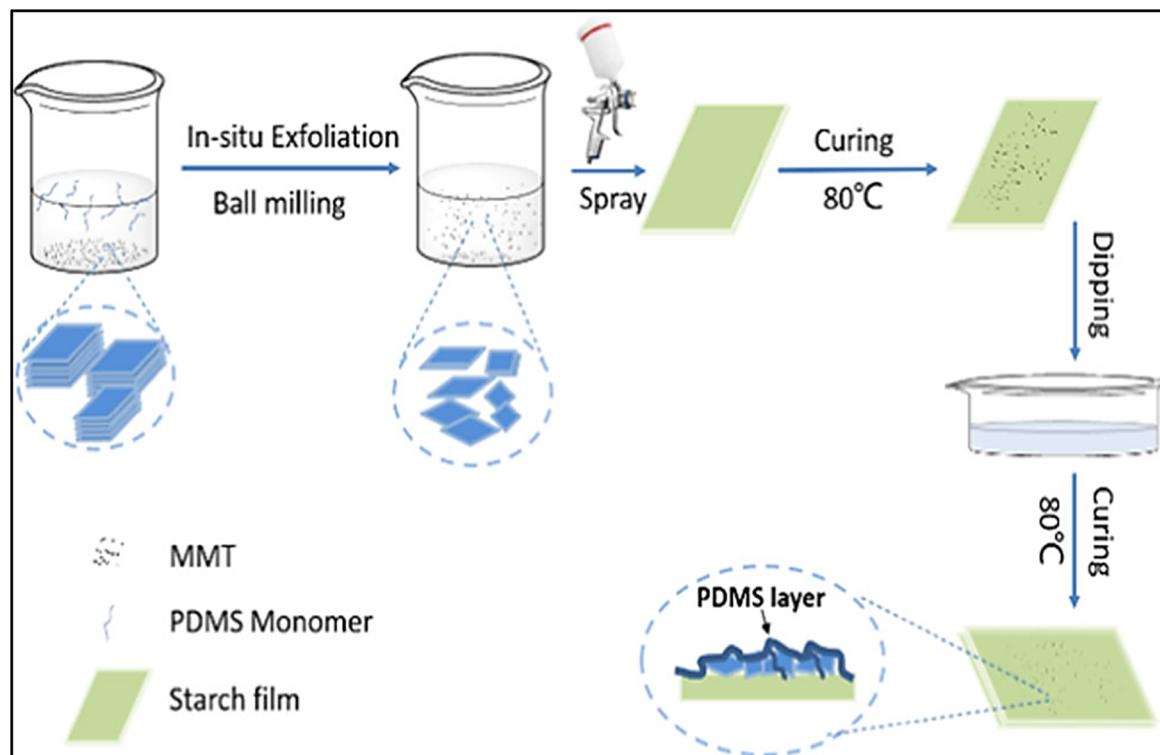 In-situ Exfoliation
Ball milling
Spray
Curing
80℃
Dipping
Curing
80℃
MMT
PDMS Monomer
Starch film
PDMS layer